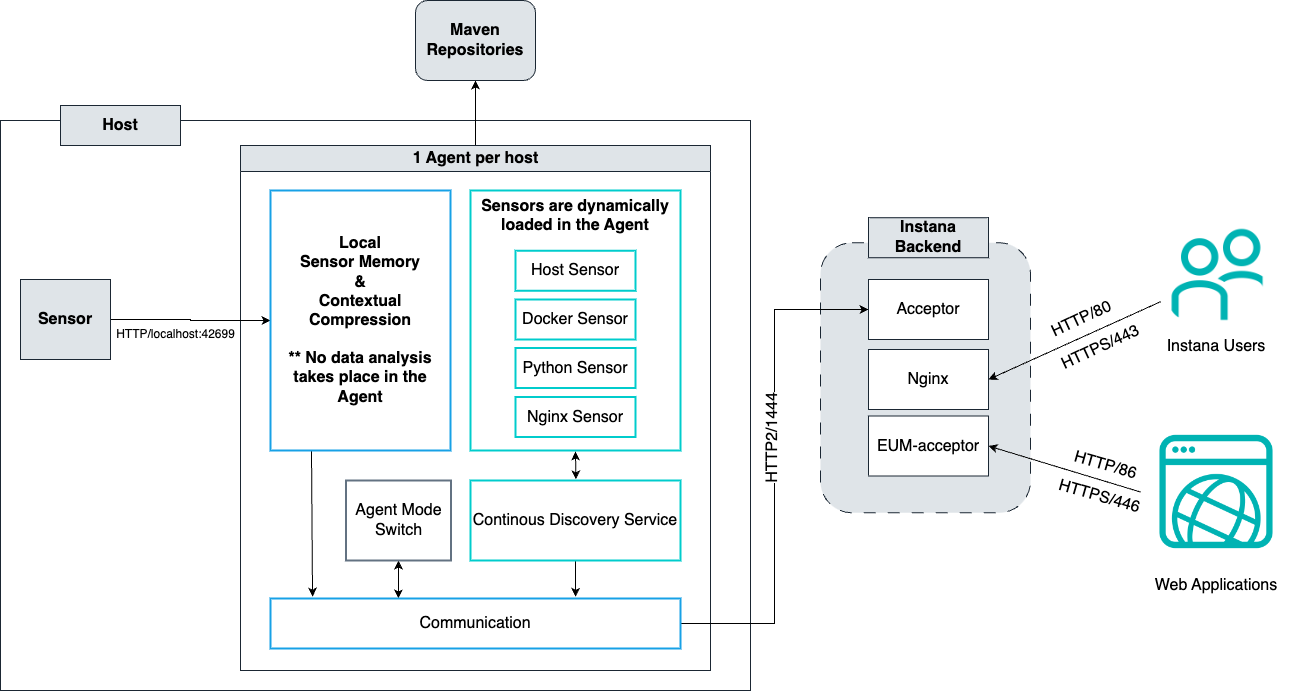 Maven
Repositories
Host
1 Agent per host
Sensor
HTTP/localhost:42699
Local
Sensor Memory
&
Contextual
Compression
** No data analysis
takes place in the
Agent
Sensors are dynamically
loaded in the Agent
Host Sensor
Docker Sensor
Python Sensor
Nginx Sensor
Agent Mode
Switch
Continous Discovery Service
Communication
HTTP2/1444
Instana
Backend
Acceptor
Nginx
EUM-acceptor
HTTP/80
HTTPS/443
Instana Users
HTTP/86
HTTPS/446
Web Applications